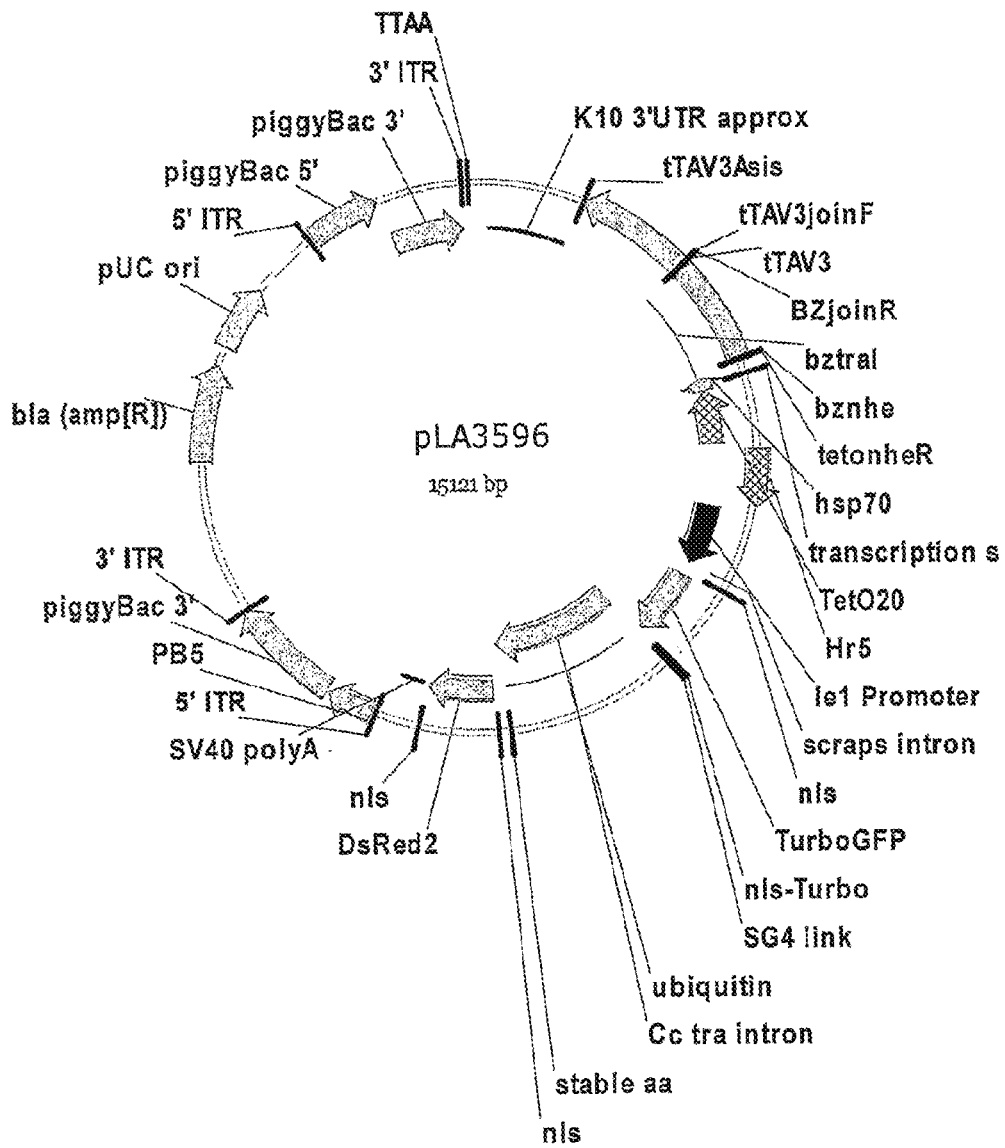 TTAA
3' ITR
piggyBac 3'
piggyBac 5'
5' ITR
pUC ori
bla (amp[R])
K10 3'UTR approx
tTAV3Asis
tTAV3joinF
tTAV3
BZjoinR
bztraI
bznhe
tetonheR
hsp70
transcription s
TetO20
Hr5
Ie1 Promoter
scraps intron
nls
TurboGFP
nls-Turbo
SG4 link
ubiquitin
Cc tra intron
stable aa
nls
pLA3596
15121 bp
3' ITR
piggyBac 3'
PB5
5' ITR
SV40 polyA
nls
DsRed2